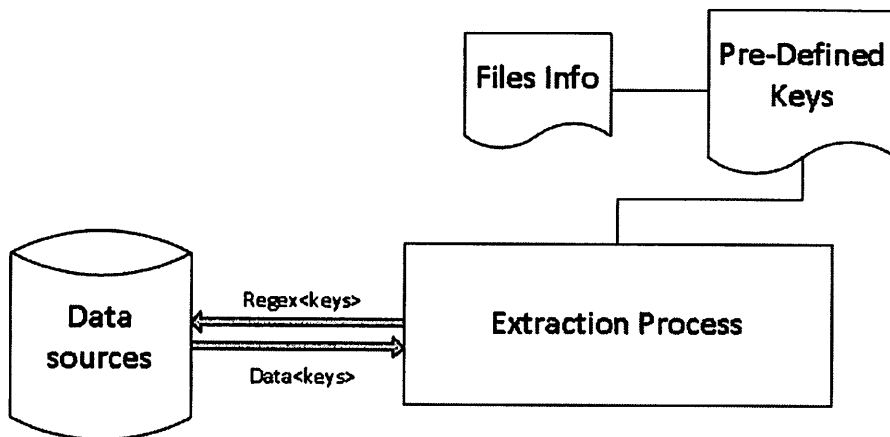 Files Info
Pre-Defined
Keys
Data
sources
Regex<keys>
Data<keys>
Extraction Process